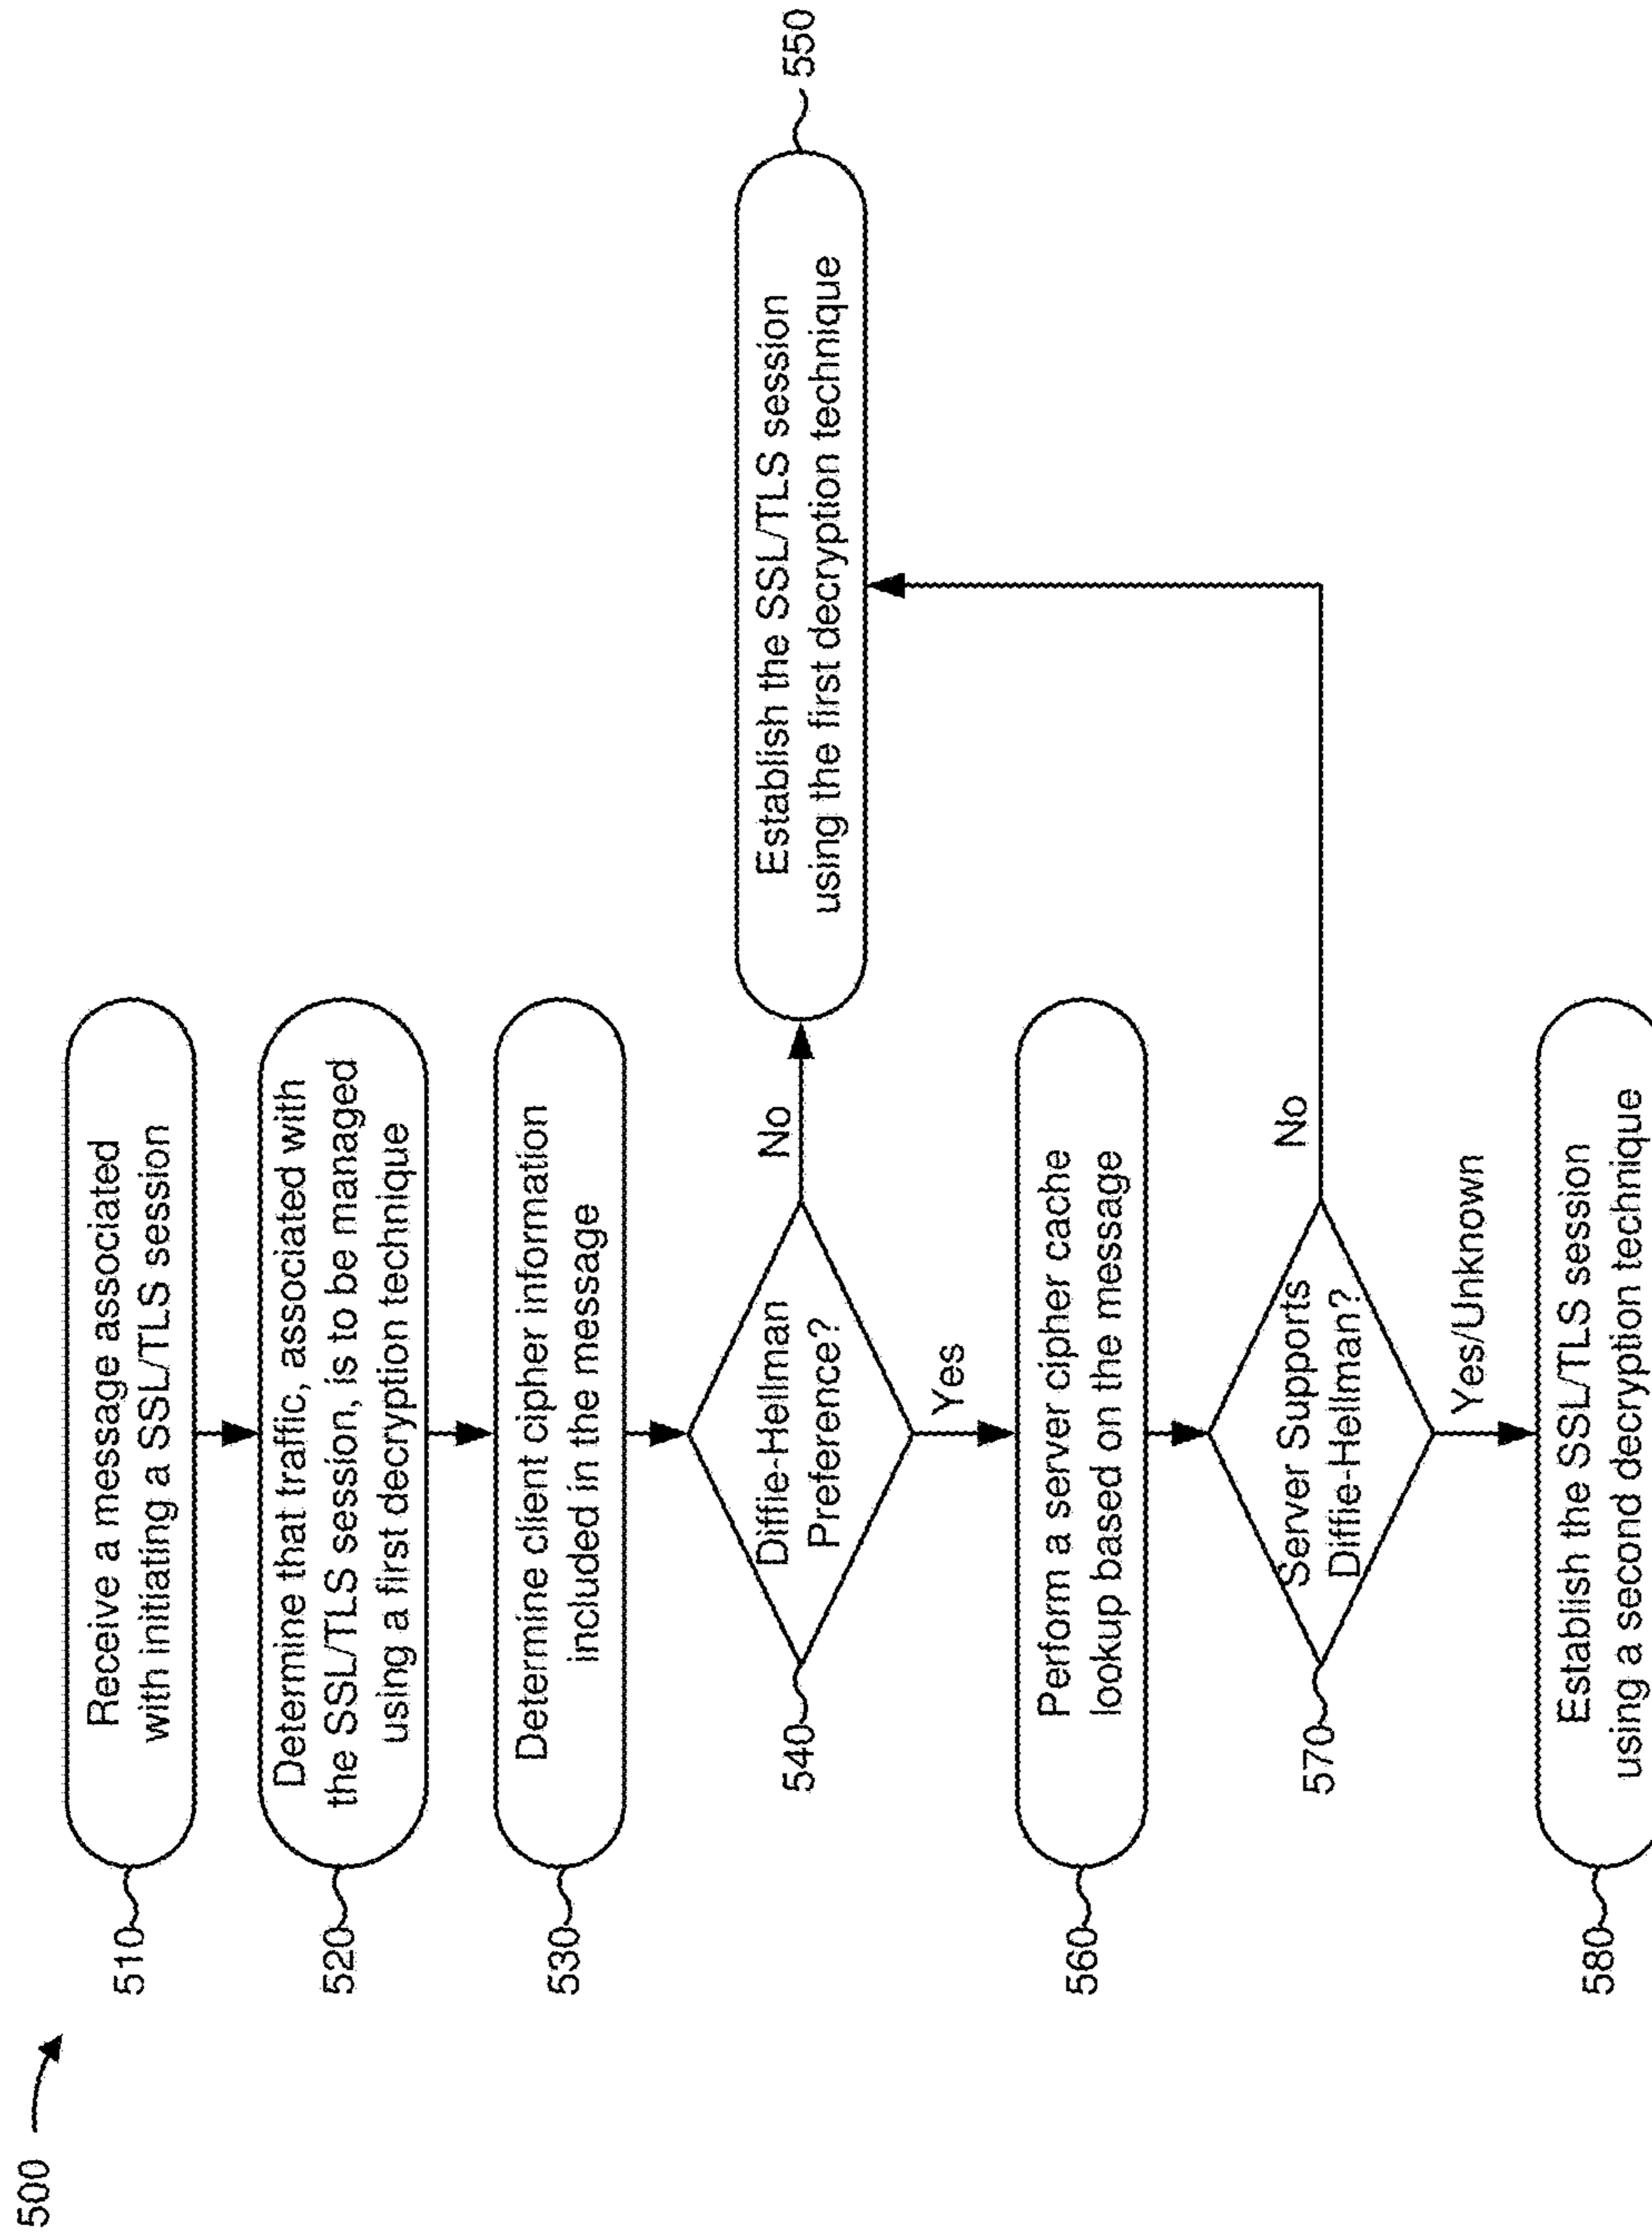 500
510
Receive a message associated
with initiating a SSL/TLS session
520
Determine that traffic, associated with
the SSL/TLS session, is to be managed
using a first decryption technique
530
Determine client cipher information
included in the message
540
Diffie-Hellman
Preference?
No
550
Establish the SSL/TLS session
using the first decryption technique
Yes
560
Perform a server cipher cache
lookup based on the message
570
Server Supports
Diffie-Hellman?
No
Yes/Unknown
580
Establish the SSL/TLS session
using a second decryption technique